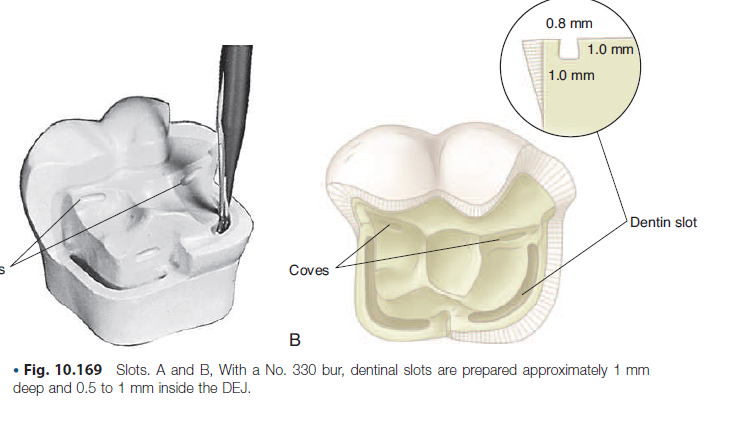 0.8 mm
1.0 mm
1.0 mm
Dentin slot
s
Coves
B
• Fig. 10.169 Slots. A and B, With a No. 330 bur, dentinal slots are prepared approximately 1 mm
deep and 0.5 to 1 mm inside the DEJ.